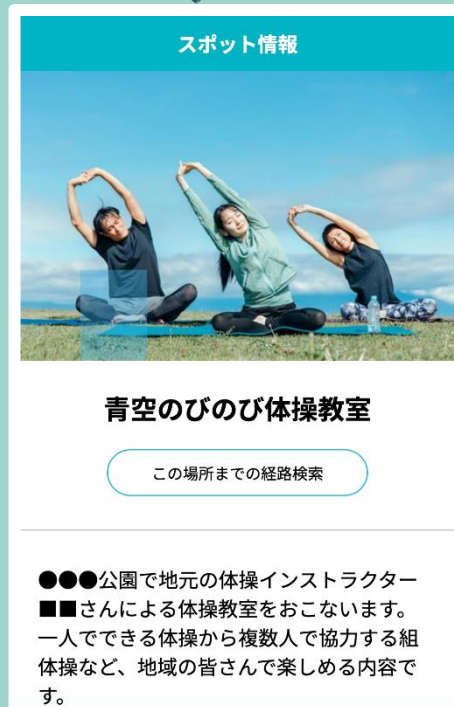 スポット情報
青空のびのび体操教室
この場所までの経路検索
●●●公園で地元の体操インストラクター
■■さんによる体操教室をおこないます。
一人でできる体操から複数人で協力する組
体操など、地域の皆さんで楽しめる内容で
す。